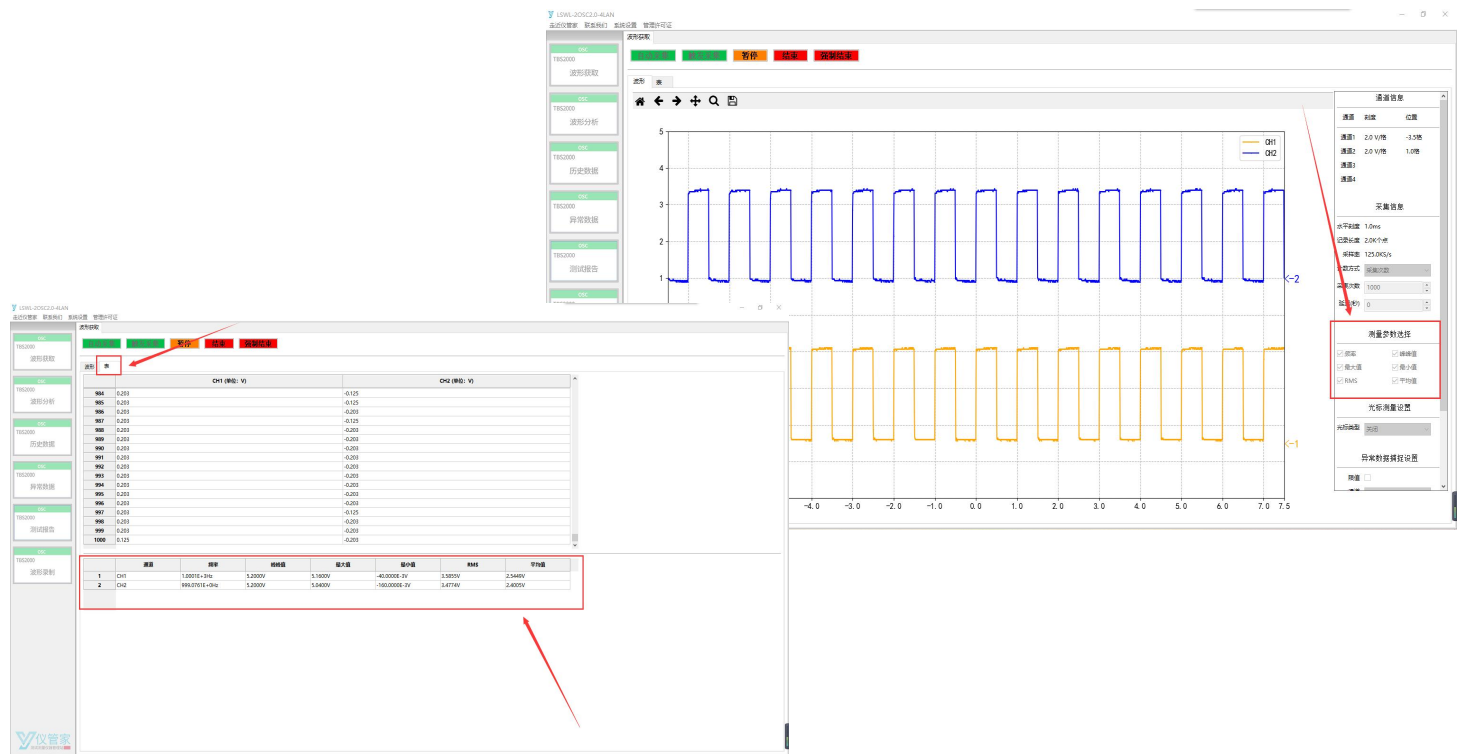 LSWL-2OSC2.0-4LAN
走近仪管家 联系我们 系统设置 管理许可证
波形获取
暂停 结束 强制结束
OSC
TBS2000
波形获取
OSC
TBS2000
波形分析
OSC
TBS2000
历史数据
OSC
TBS2000
异常数据
OSC
TBS2000
测试报告
OSC
波形 表
CH1
CH2
5
4
3
2
1
<-2
<-1
-4.0 -3.0 -2.0 -1.0 0.0 1.0 2.0 3.0 4.0 5.0 6.0 7.0 7.5
通道信息
通道 刻度 位置
通道1 2.0 V/格 -3.5格
通道2 2.0 V/格 1.0格
通道3
通道4
采集信息
水平刻度 1.0ms
记录长度 2.0K个点
采样率 125.0KS/s
采集次数
1000
0
测量参数选择
频率 峰峰值
最大值 最小值
RMS 平均值
光标测量设置
光标类型 关闭
异常数据捕捉设置
限值
LSWL-2OSC2.0-4LAN
走近仪管家 联系我们 系统设置 管理许可证
波形获取
暂停 结束 强制结束
OSC
TBS2000
波形获取
OSC
TBS2000
波形分析
OSC
TBS2000
历史数据
OSC
TBS2000
异常数据
OSC
TBS2000
测试报告
OSC
TBS2000
波形录制
波形 表
CH1 (单位: V) CH2 (单位: V)
984 0.203 -0.125
985 0.203 -0.203
986 0.203 -0.203
987 0.203 -0.125
988 0.203 -0.203
989 0.203 -0.203
990 0.203 -0.203
991 0.203 -0.203
992 0.203 -0.203
993 0.203 -0.203
994 0.203 -0.203
995 0.203 -0.203
996 0.203 -0.203
997 0.203 -0.125
998 0.203 -0.203
999 0.203 -0.203
1000 0.125 -0.203
通道 频率 峰峰值 最大值 最小值 RMS 平均值
1 CH1 1.0001E+3Hz 5.2000V 5.1600V -40.0000E-3V 3.5855V 2.5449V
2 CH2 999.0761E+0Hz 5.2000V 5.0400V -160.0000E-3V 3.4774V 2.4005V
仪管家